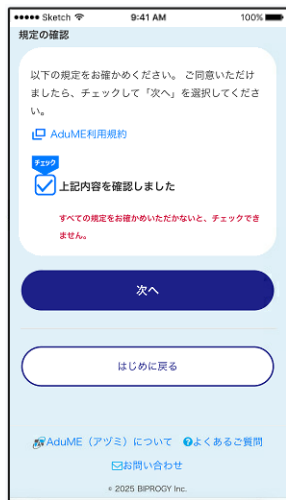 Sketch 9:41 AM 100%
規定の確認
以下の規定をお確かめください。 ご同意いただけ
ましたら、チェックして「次へ」を選択してくださ
い。
AduME利用規約
チェック
上記内容を確認しました
すべての規定をお確かめいただかないと、チェックでき
ません。
次へ
はじめに戻る
AduME（アヅミ）について ?よくあるご質問
お問い合わせ
© 2025 BIPROGY Inc.